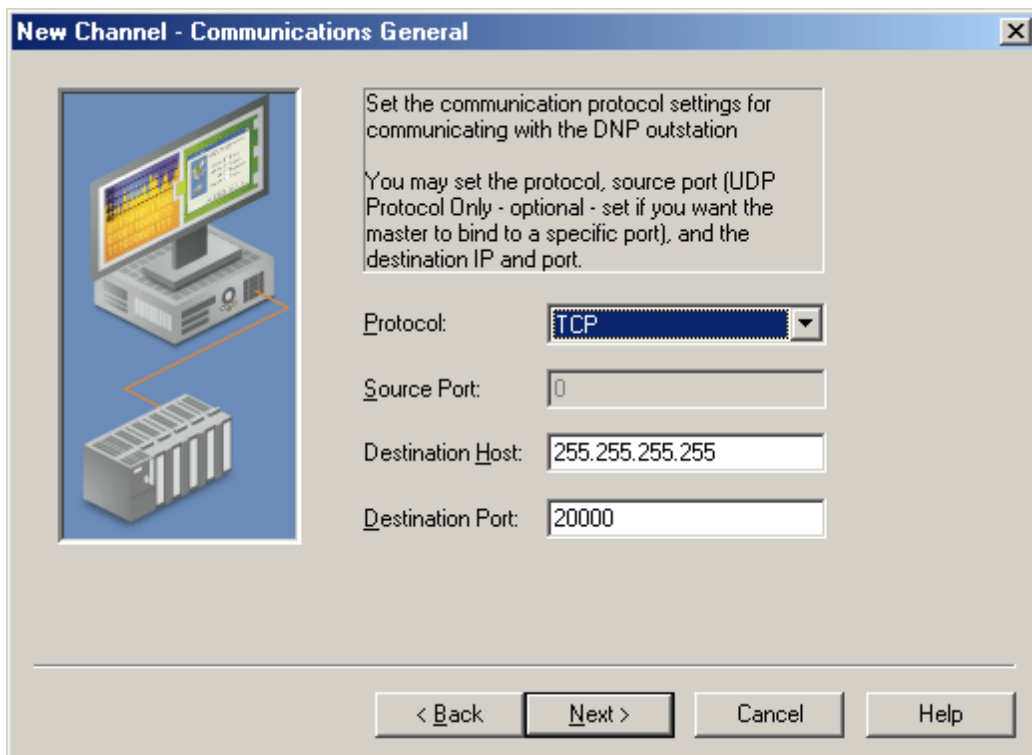 New Channel - Communications General
Set the communication protocol settings for
communicating with the DNP outstation
You may set the protocol, source port (UDP
Protocol Only - optional - set if you want the
master to bind to a specific port), and the
destination IP and port.
Protocol: TCP
Source Port: 0
Destination Host: 255.255.255.255
Destination Port: 20000
< Back Next > Cancel Help